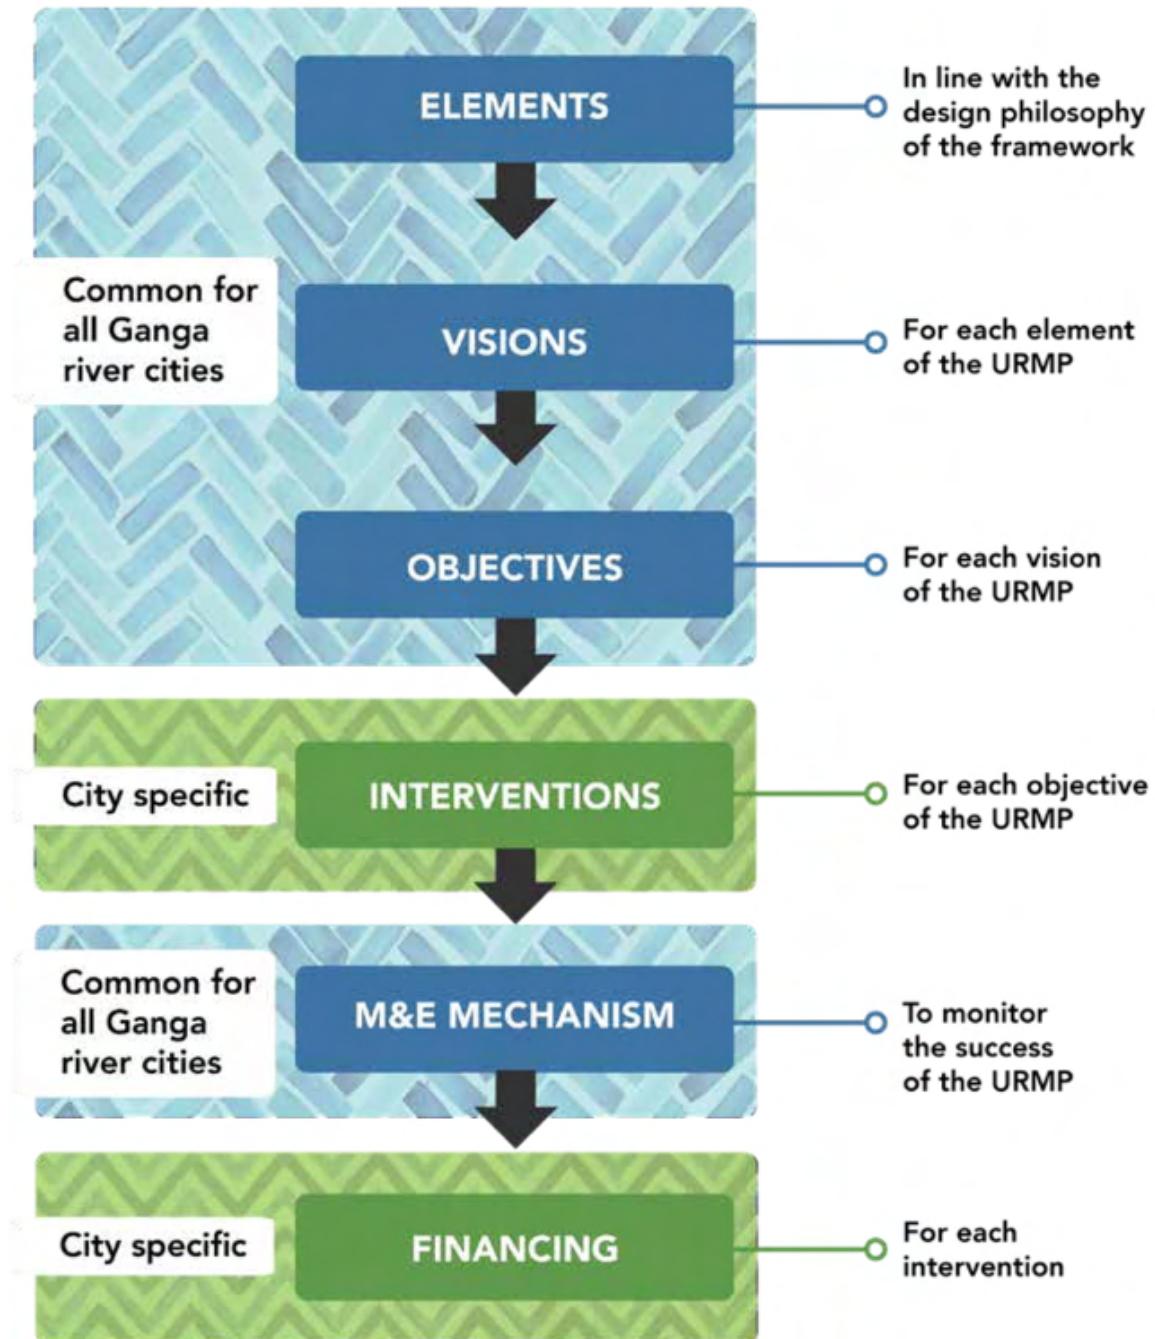 ELEMENTS
In line with the
design philosophy
of the framework
Common for
all Ganga
river cities
VISIONS
For each element
of the URMP
OBJECTIVES
For each vision
of the URMP
City specific
INTERVENTIONS
For each objective
of the URMP
Common for
all Ganga
river cities
M&E MECHANISM
To monitor
the success
of the URMP
City specific
FINANCING
For each
intervention